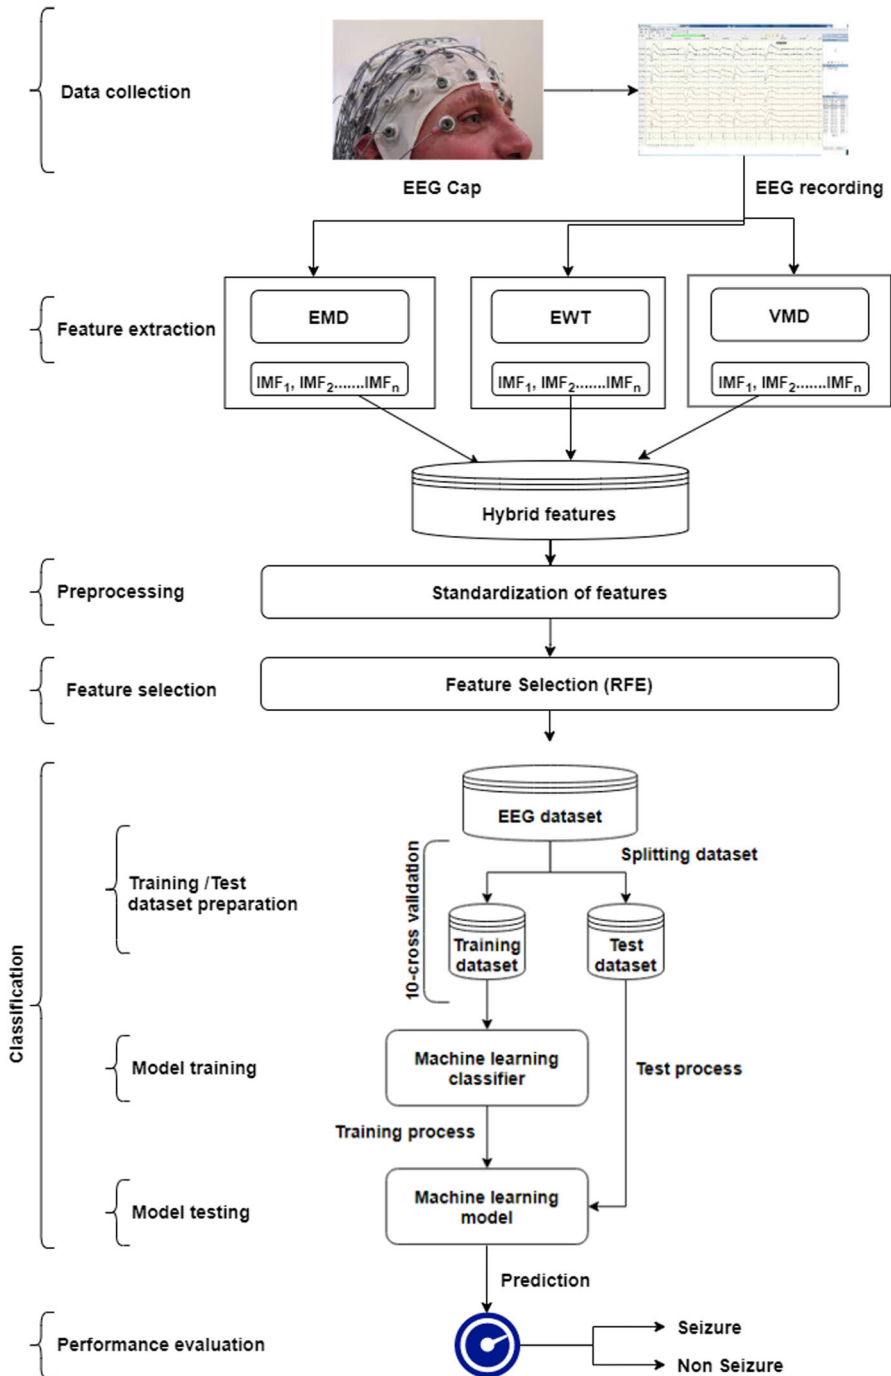 Data collection
EEG Cap
EEG recording
Feature extraction
EMD
EWT
VMD
IMF1, IMF2.......IMFn
IMF1, IMF2.......IMFn
IMF1, IMF2.......IMFn
Hybrid features
Preprocessing
Standardization of features
Feature selection
Feature Selection (RFE)
Classification
EEG dataset
Splitting dataset
Training /Test
dataset preparation
10-cross validation
Training
dataset
Test
dataset
Model training
Machine learning
classifier
Test process
Training process
Model testing
Machine learning
model
Prediction
Performance evaluation
Seizure
Non Seizure